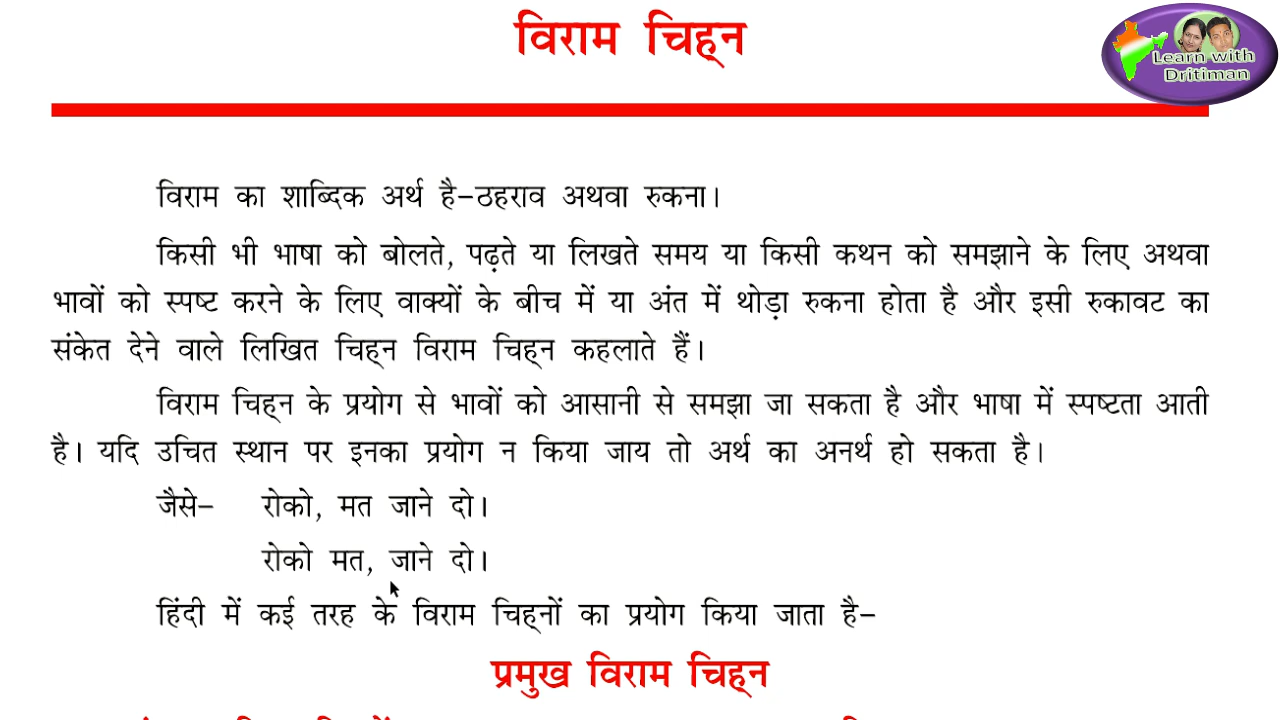 विराम चिह्न
Learn with
Dritiman
विराम का शाब्दिक अर्थ है–ठहराव अथवा रुकना।
किसी भी भाषा को बोलते, पढ़ते या लिखते समय या किसी कथन को समझाने के लिए अथवा
भावों को स्पष्ट करने के लिए वाक्यों के बीच में या अंत में थोड़ा रुकना होता है और इसी रुकावट का
संकेत देने वाले लिखित चिह्न विराम चिह्न कहलाते हैं।
विराम चिह्न के प्रयोग से भावों को आसानी से समझा जा सकता है और भाषा में स्पष्टता आती
है। यदि उचित स्थान पर इनका प्रयोग न किया जाय तो अर्थ का अनर्थ हो सकता है।
जैसे– रोको, मत जाने दो।
रोको मत, जाने दो।
हिंदी में कई तरह के विराम चिह्नों का प्रयोग किया जाता है–
प्रमुख विराम चिह्न